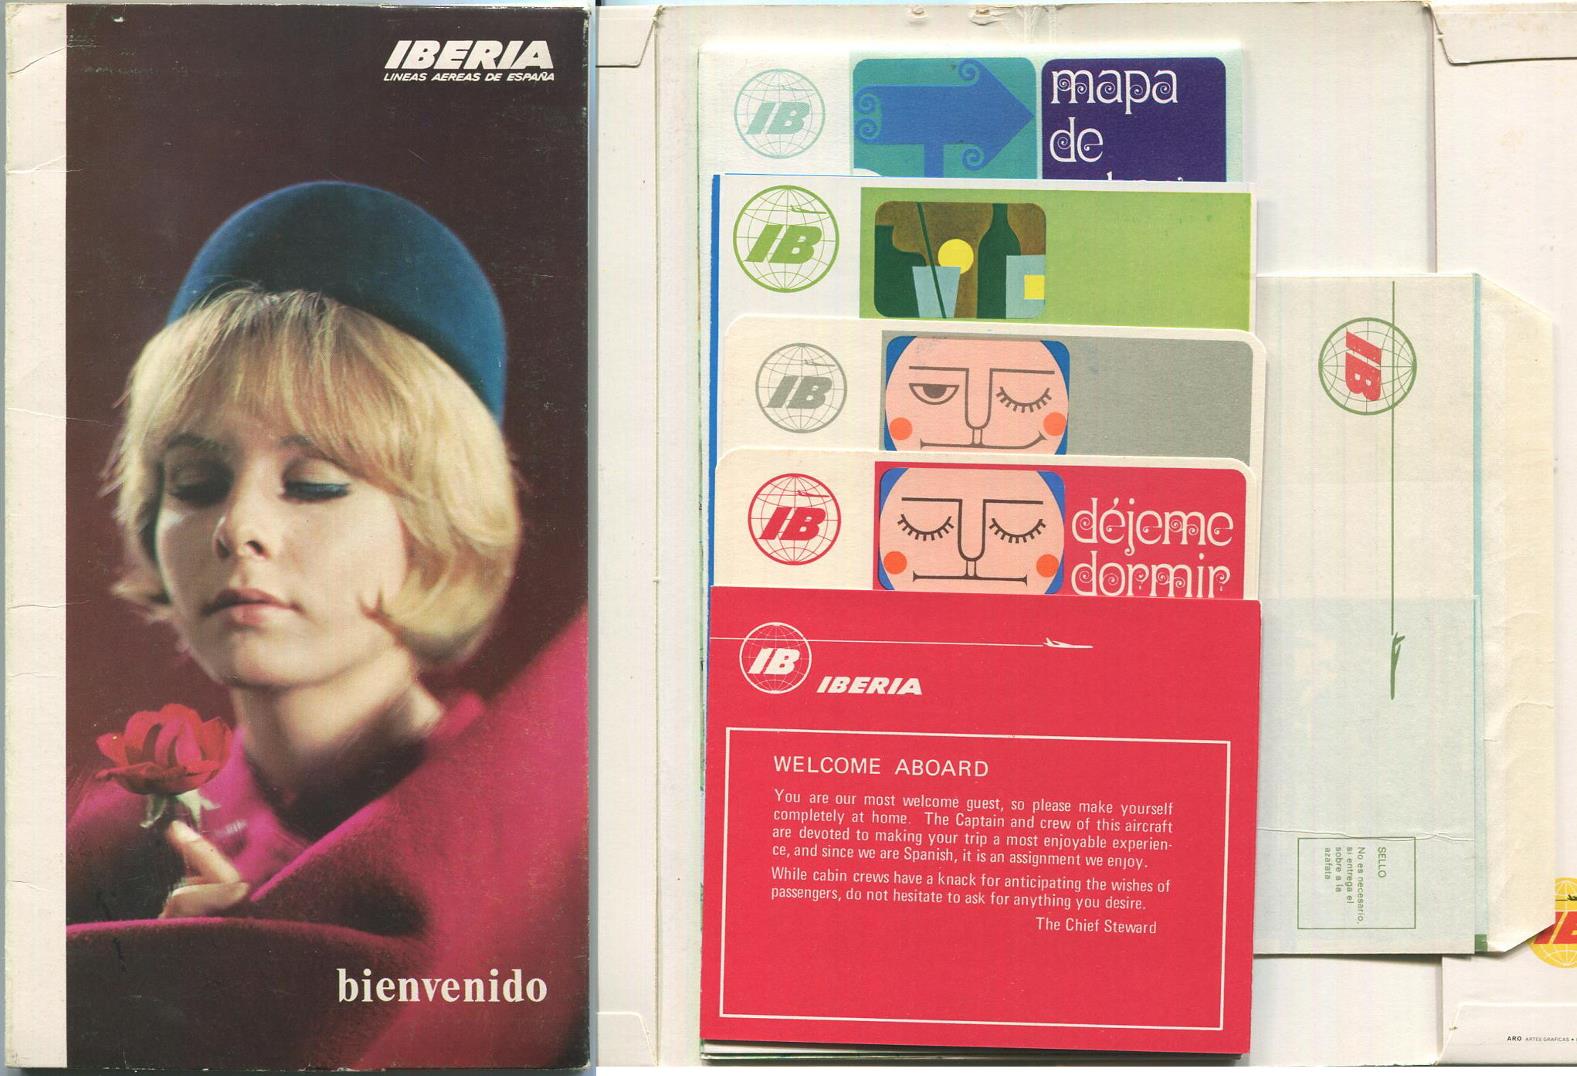 IBERIA
LINEAS AEREAS DE ESPAÑA
bienvenido
IB
mapa
de
IB
IB
IB
déjeme
dormir
IB
IBERIA
WELCOME ABOARD
You are our most welcome guest, so please make yourself
completely at home. The Captain and crew of this aircraft
are devoted to making your trip a most enjoyable experien-
ce, and since we are Spanish, it is an assignment we enjoy.
While cabin crews have a knack for anticipating the wishes of
passengers, do not hesitate to ask for anything you desire.
The Chief Steward
IB
SELLO
No es necesario,
si entrega el
sobre a la
azafata
IB
ARO ARTES GRAFICAS